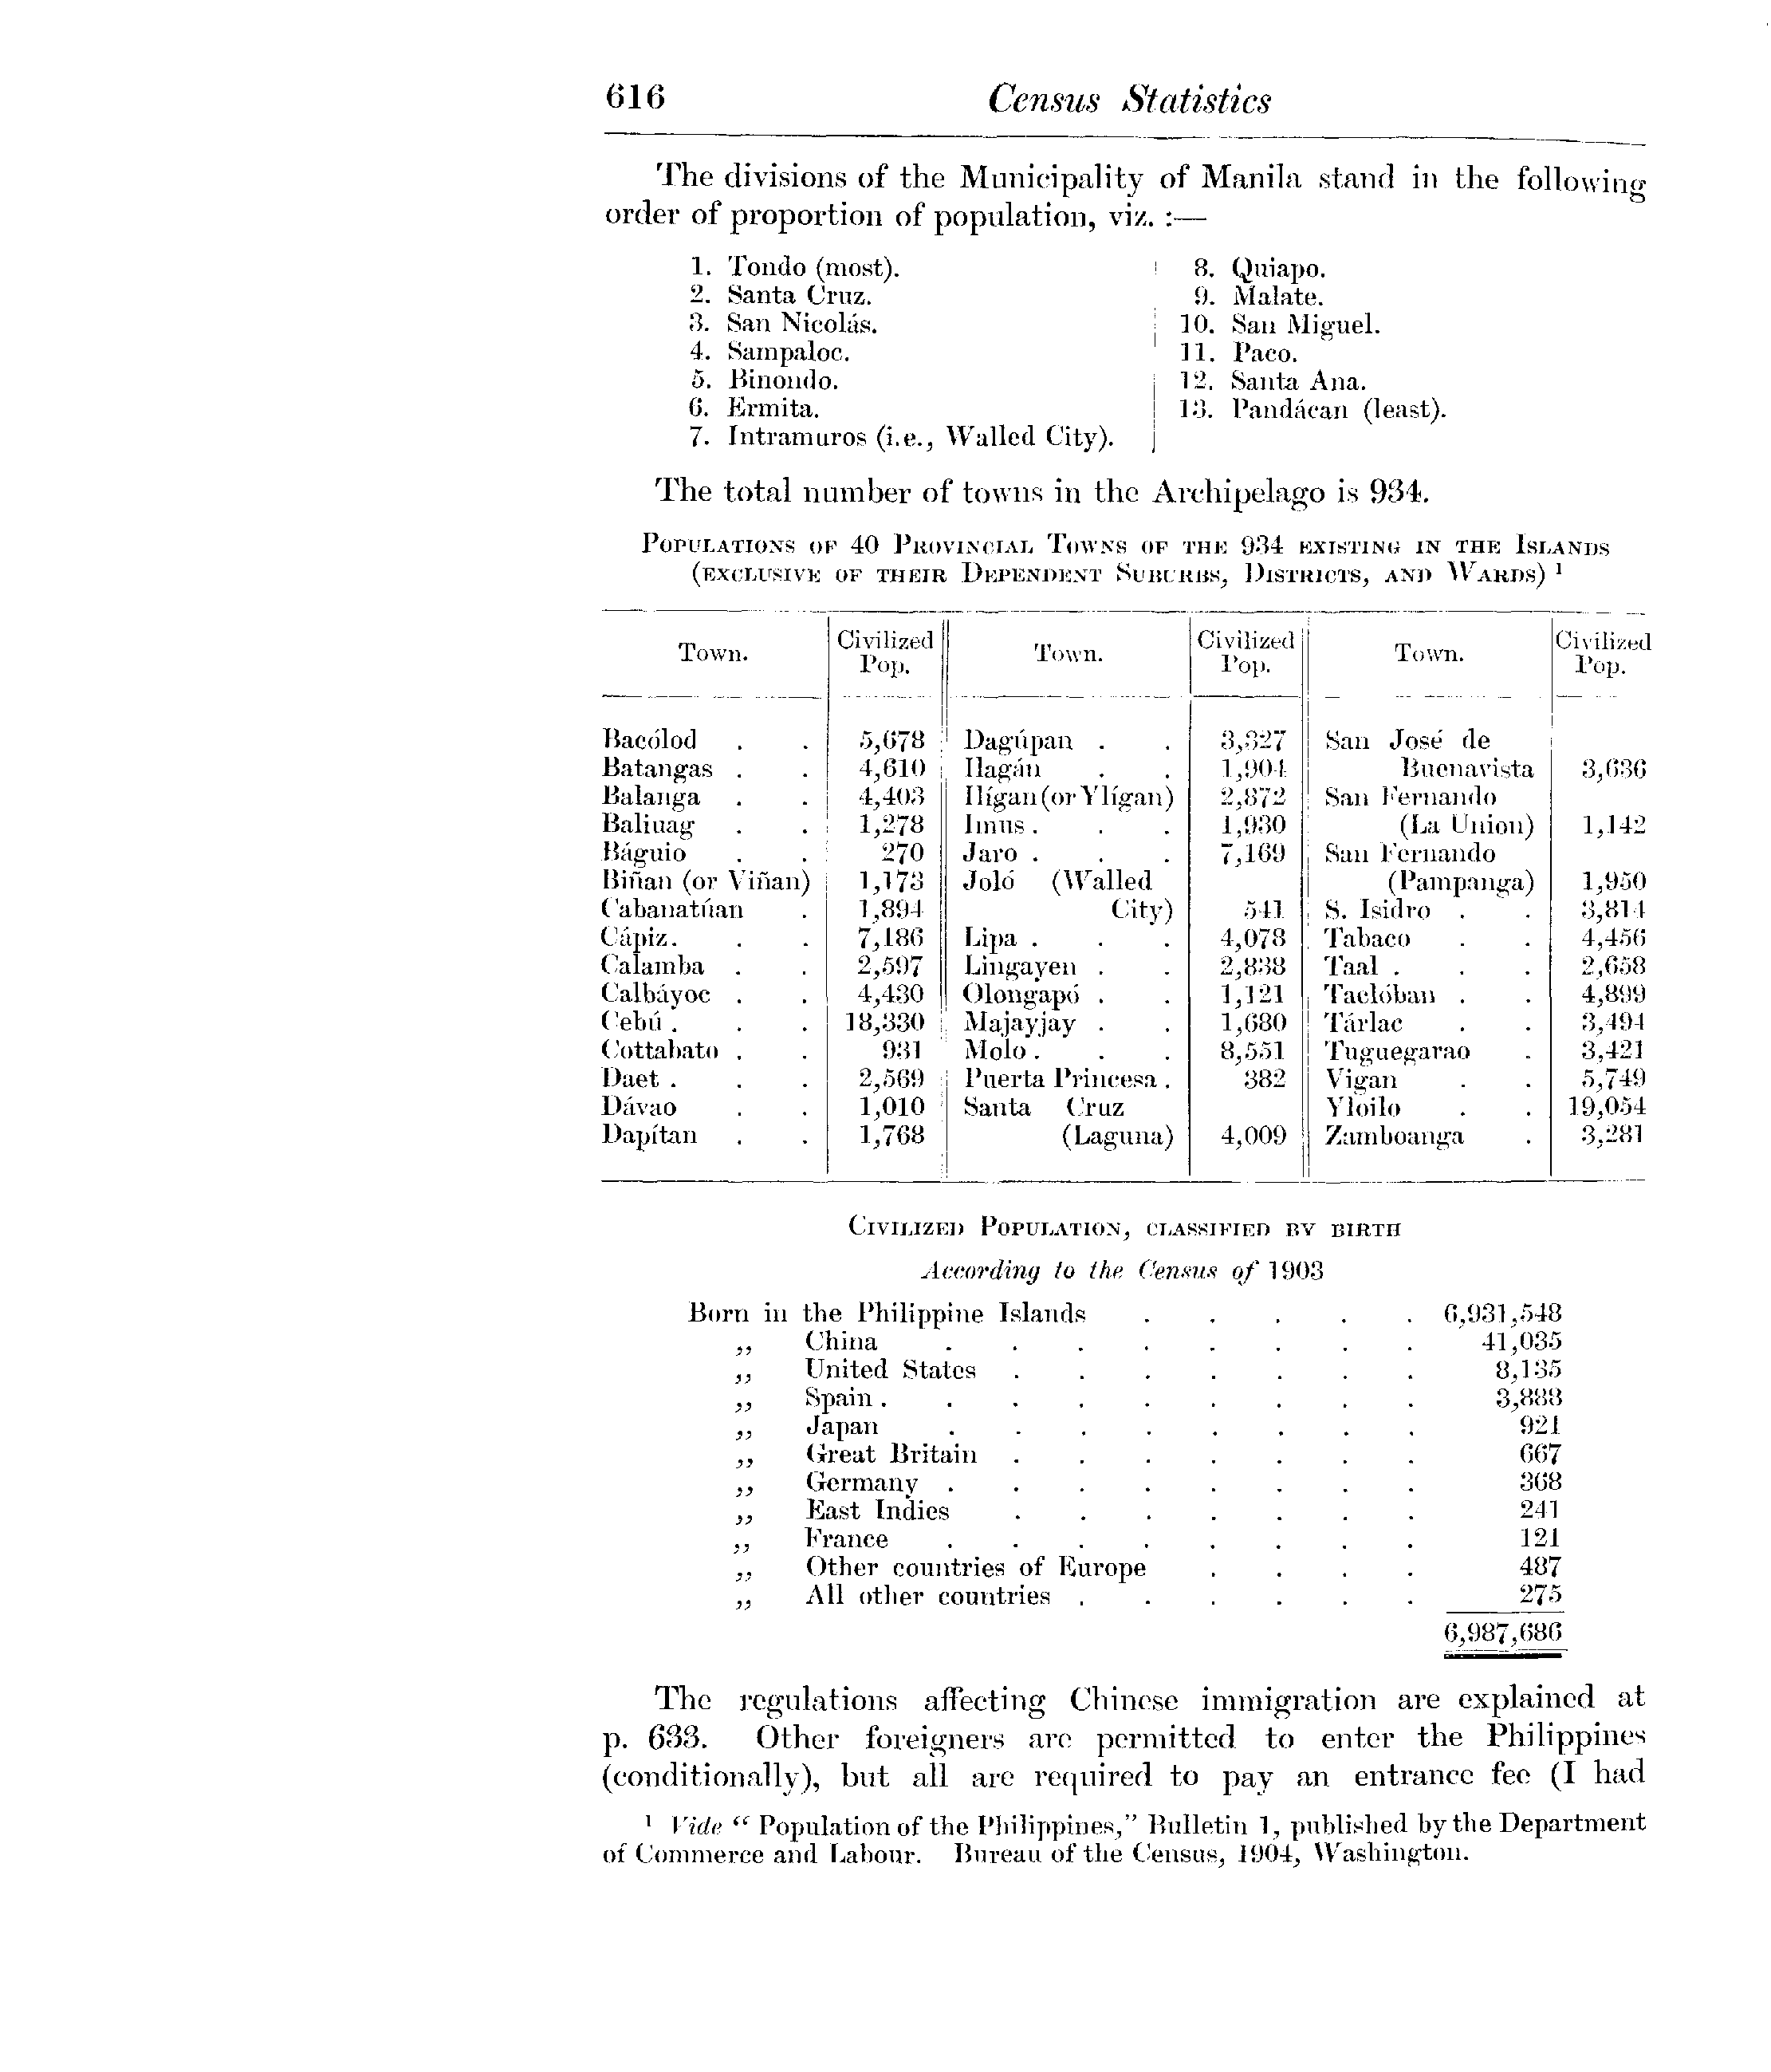 616 Census Statistics
The divisions of the Municipality of Manila stand in the following
order of proportion of population, viz. :—
1. Tondo (most).
2. Santa Cruz.
3. San Nicolás.
4. Sampaloc.
5. Binondo.
6. Ermita.
7. Intramuros (i.e., Walled City).
8. Quiapo.
9. Malate.
10. San Miguel.
11. Paco.
12. Santa Ana.
13. Pandácan (least).
The total number of towns in the Archipelago is 934.
Populations of 40 Provincial Towns of the 934 existing in the Islands
(exclusive of their Dependent Suburbs, Districts, and Wards) 1
Town. Civilized Pop.
Bacólod . . 5,678
Batangas . . 4,610
Balanga . . 4,403
Baliuag . . 1,278
Báguio . . 270
Biñan (or Viñan) 1,173
Cabanatúan . 1,894
Cápiz. . . 7,186
Calamba . . 2,597
Calbáyoc . . 4,430
Cebú . . . 18,330
Cottabato . . 931
Daet . . . 2,569
Dávao . . 1,010
Dapítan . . 1,768
Town. Civilized Pop.
Dagúpan . . 3,327
Ilagán . . 1,904
Ilígan (or Ylígan) 2,872
Imus . . . 1,930
Jaro . . . 7,169
Joló (Walled
City) 541
Lipa . . . 4,078
Lingayen . . 2,838
Olongapó . . 1,121
Majayjay . . 1,680
Molo . . . 8,551
Puerta Princesa . 382
Santa Cruz
(Laguna) 4,009
Town. Civilized Pop.
San José de
Buenavista 3,636
San Fernando
(La Union) 1,142
San Fernando
(Pampanga) 1,950
S. Isidro . . 3,814
Tabaco . . 4,456
Taal . . . 2,658
Taclóban . . 4,899
Tárlac . . 3,494
Tuguegarao . 3,421
Vigan . . 5,749
Yloilo . . 19,054
Zamboanga . 3,281
Civilized Population, classified by birth
According to the Census of 1903
Born in the Philippine Islands . . . . . 6,931,548
„ China . . . . . . . . 41,035
„ United States . . . . . . . 8,135
„ Spain . . . . . . . . . 3,888
„ Japan . . . . . . . . 921
„ Great Britain . . . . . . . 667
„ Germany . . . . . . . . 368
„ East Indies . . . . . . . 241
„ France . . . . . . . . 121
„ Other countries of Europe . . . . 487
„ All other countries . . . . . . 275
6,987,686
The regulations affecting Chinese immigration are explained at
p. 633. Other foreigners are permitted to enter the Philippines
(conditionally), but all are required to pay an entrance fee (I had
1 Vide “ Population of the Philippines,” Bulletin 1, published by the Department
of Commerce and Labour. Bureau of the Census, 1904, Washington.